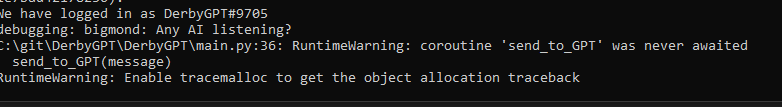 We have logged in as DerbyGPT#9705
debugging: bigmond: Any AI listening?
C:\git\DerbyGPT\DerbyGPT\main.py:36: RuntimeWarning: coroutine 'send_to_GPT' was never awaited
  send_to_GPT(message)
RuntimeWarning: Enable tracemalloc to get the object allocation traceback